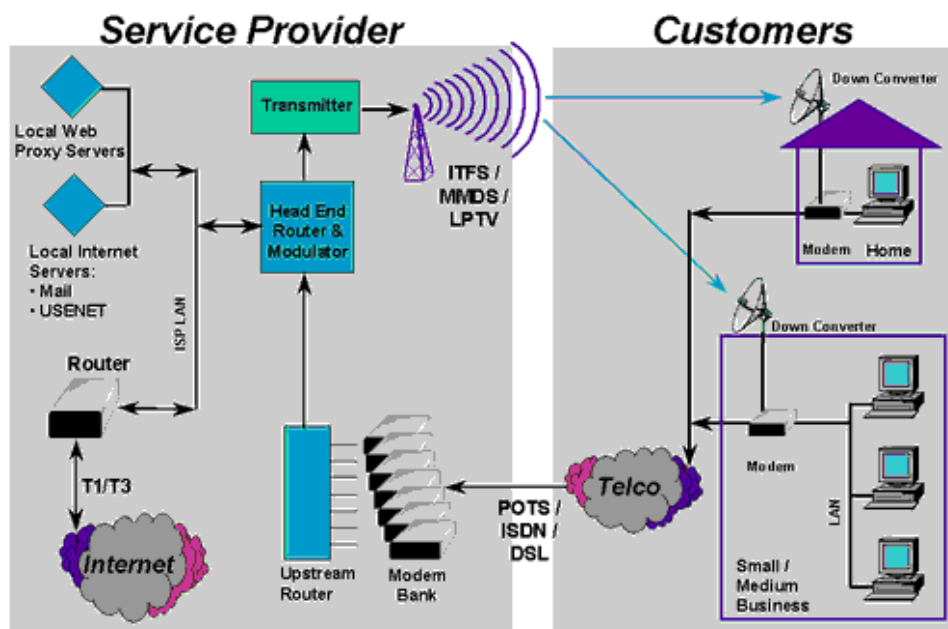 Service Provider
Customers
Local Web
Proxy Servers
Local Internet
Servers:
• Mail
• USENET
ISP LAN
Router
T1/T3
Internet
Transmitter
Head End
Router &
Modulator
ITFS /
MMDS /
LPTV
Upstream
Router
Modem
Bank
POTS /
ISDN /
DSL
Telco
Down Converter
Modem
Home
Down Converter
Modem
LAN
Small /
Medium
Business